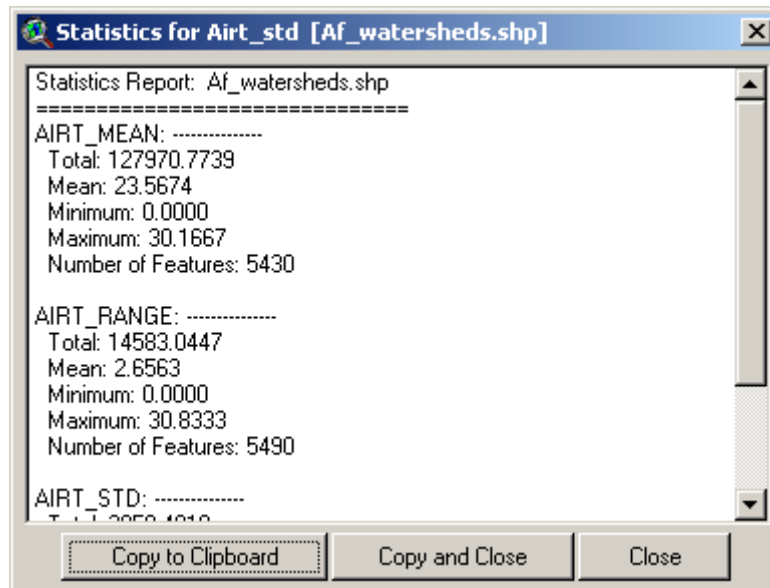 Statistics for Airt_std [Af_watersheds.shp]
Statistics Report: Af_watersheds.shp
===============================
AIRT_MEAN: ---------------
Total: 127970.7739
Mean: 23.5674
Minimum: 0.0000
Maximum: 30.1667
Number of Features: 5430
AIRT_RANGE: ---------------
Total: 14583.0447
Mean: 2.6563
Minimum: 0.0000
Maximum: 30.8333
Number of Features: 5490
AIRT_STD: ---------------
Copy to Clipboard
Copy and Close
Close